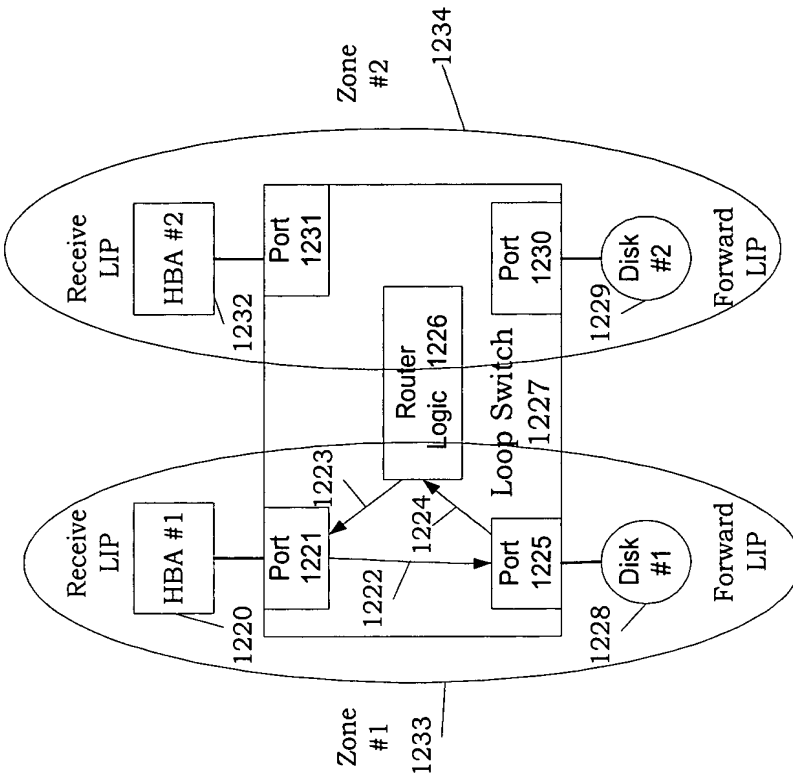 Receive
LIP
HBA #1
1220
Port
1221
1223
1222
1224
Port
1225
Disk
#1
1228
Forward
LIP
Zone
#1
1233
Router
Logic 1226
Loop Switch
1227
Receive
LIP
HBA #2
1232
Port
1231
Port
1230
Disk
#2
1229
Forward
LIP
Zone
#2
1234